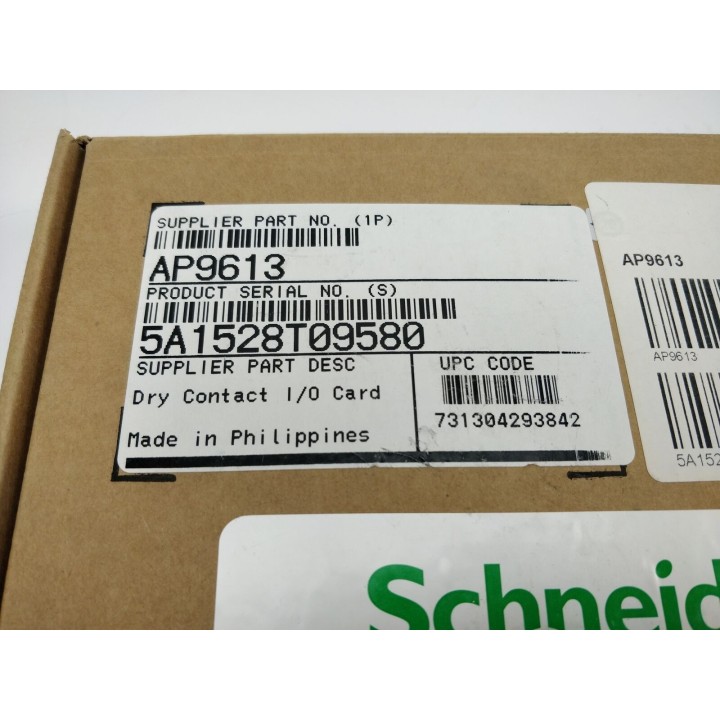 SUPPLIER PART NO. (1P)
AP9613
PRODUCT SERIAL NO. (S)
5A1528T09580
SUPPLIER PART DESC
Dry Contact I/O Card
Made in Philippines
UPC CODE
731304293842
AP9613
AP9613
5A152
Schneid